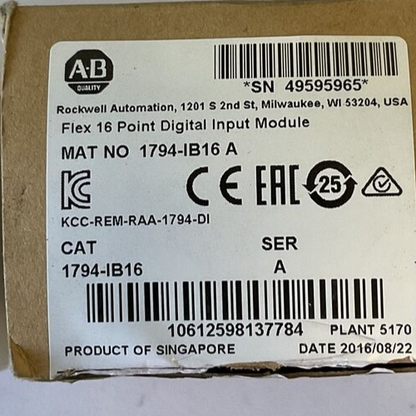 A-B
QUALITY
*SN 49595965*
Rockwell Automation, 1201 S 2nd St, Milwaukee, WI 53204, USA
Flex 16 Point Digital Input Module
MAT NO 1794-IB16 A
CE EAC 25
KCC-REM-RAA-1794-DI
CAT SER
1794-IB16 A
10612598137784 PLANT 5170
PRODUCT OF SINGAPORE DATE 2016/08/22